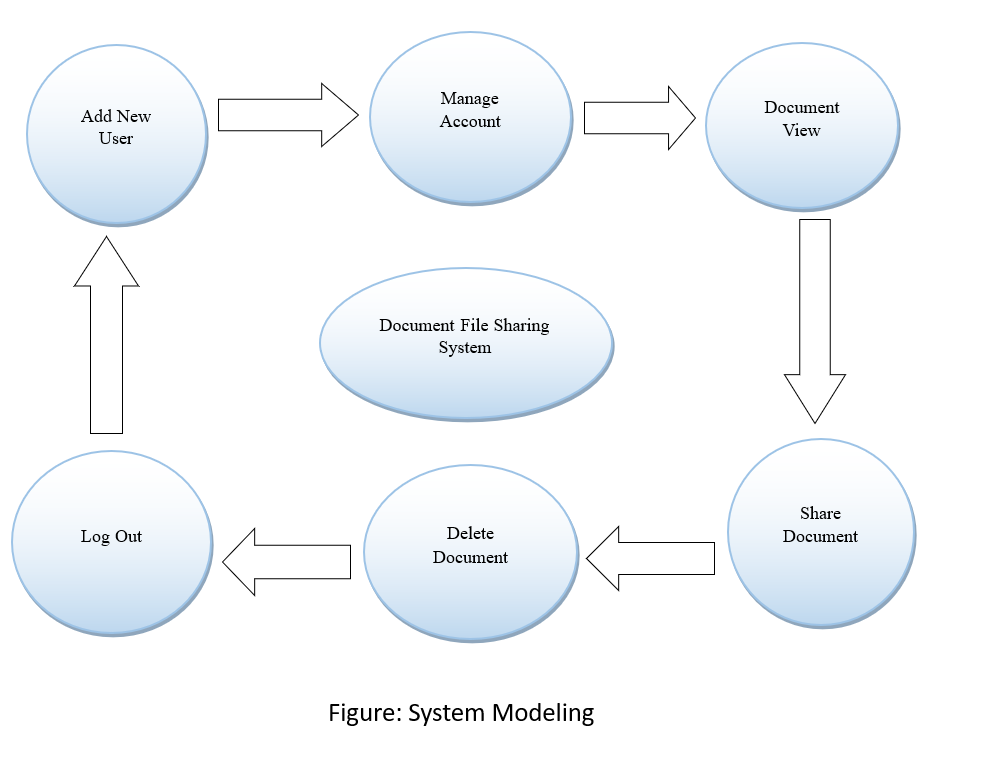 Add New
User
Manage
Account
Document
View
Document File Sharing
System
Log Out
Delete
Document
Share
Document
Figure: System Modeling